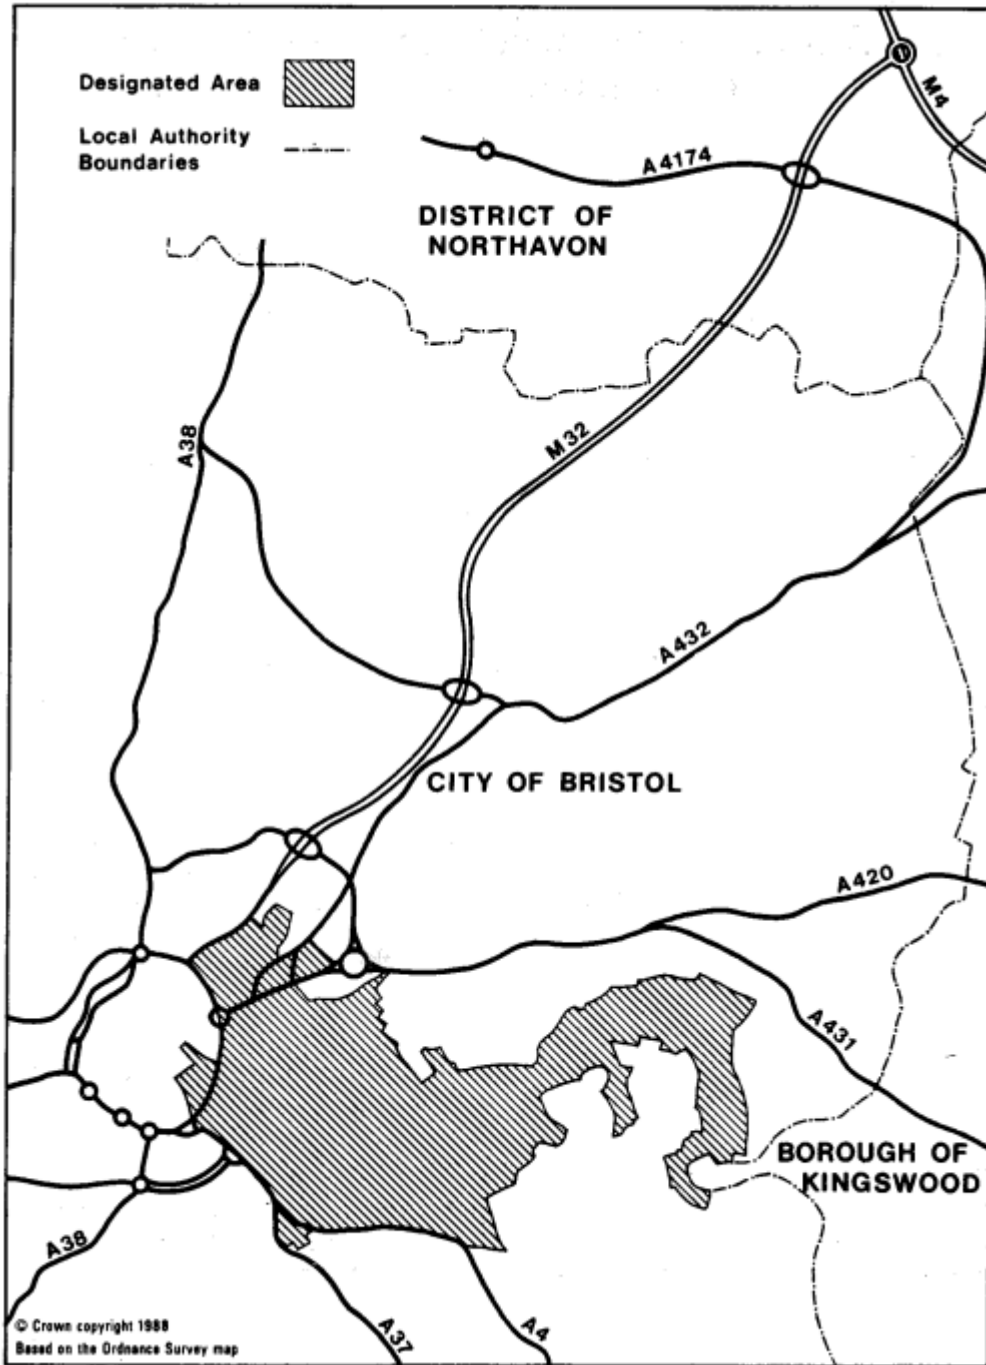 Designated Area
Local Authority
Boundaries
M4
A4174
DISTRICT OF
NORTHAVON
A38
M32
A432
CITY OF BRISTOL
A420
A431
BOROUGH OF
KINGSWOOD
A38
A37
A4
© Crown copyright 1988
Based on the Ordnance Survey map